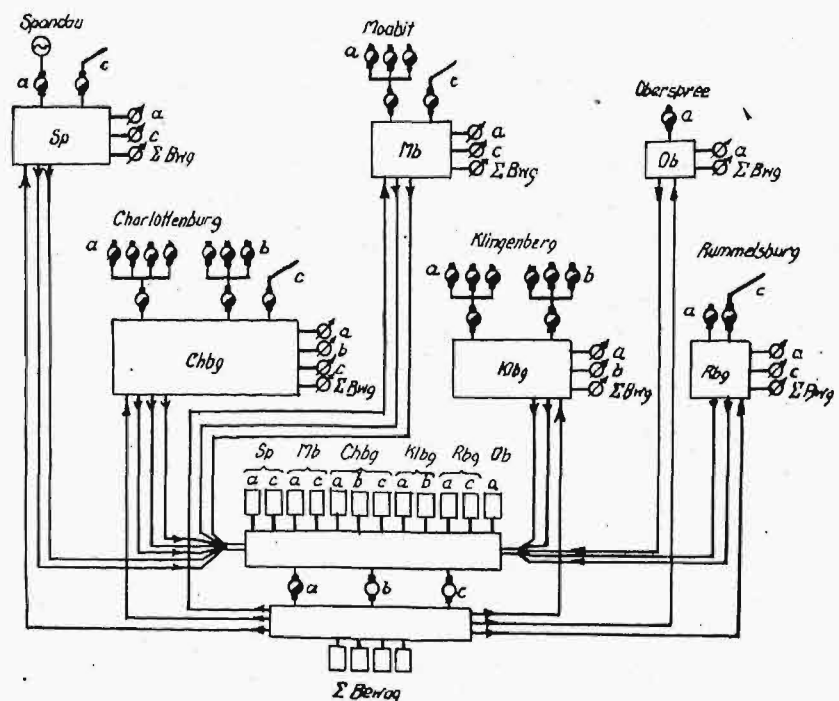 Spandau
a
c
Sp
a
c
Σ Bwg
Moabit
a
c
Mb
a
c
Σ Bwg
Oberspree
a
Ob
a
Σ Bwg
Charlottenburg
a
b
c
Chbg
a
b
c
Σ Bwg
Klingenberg
a
b
Klbg
a
b
Σ Bwg
Rummelsburg
a
c
Rbg
a
c
Σ Bwg
Sp Mb Chbg Klbg Rbg Ob
a c a c a b c a b a c a
a b c
Σ Bewag